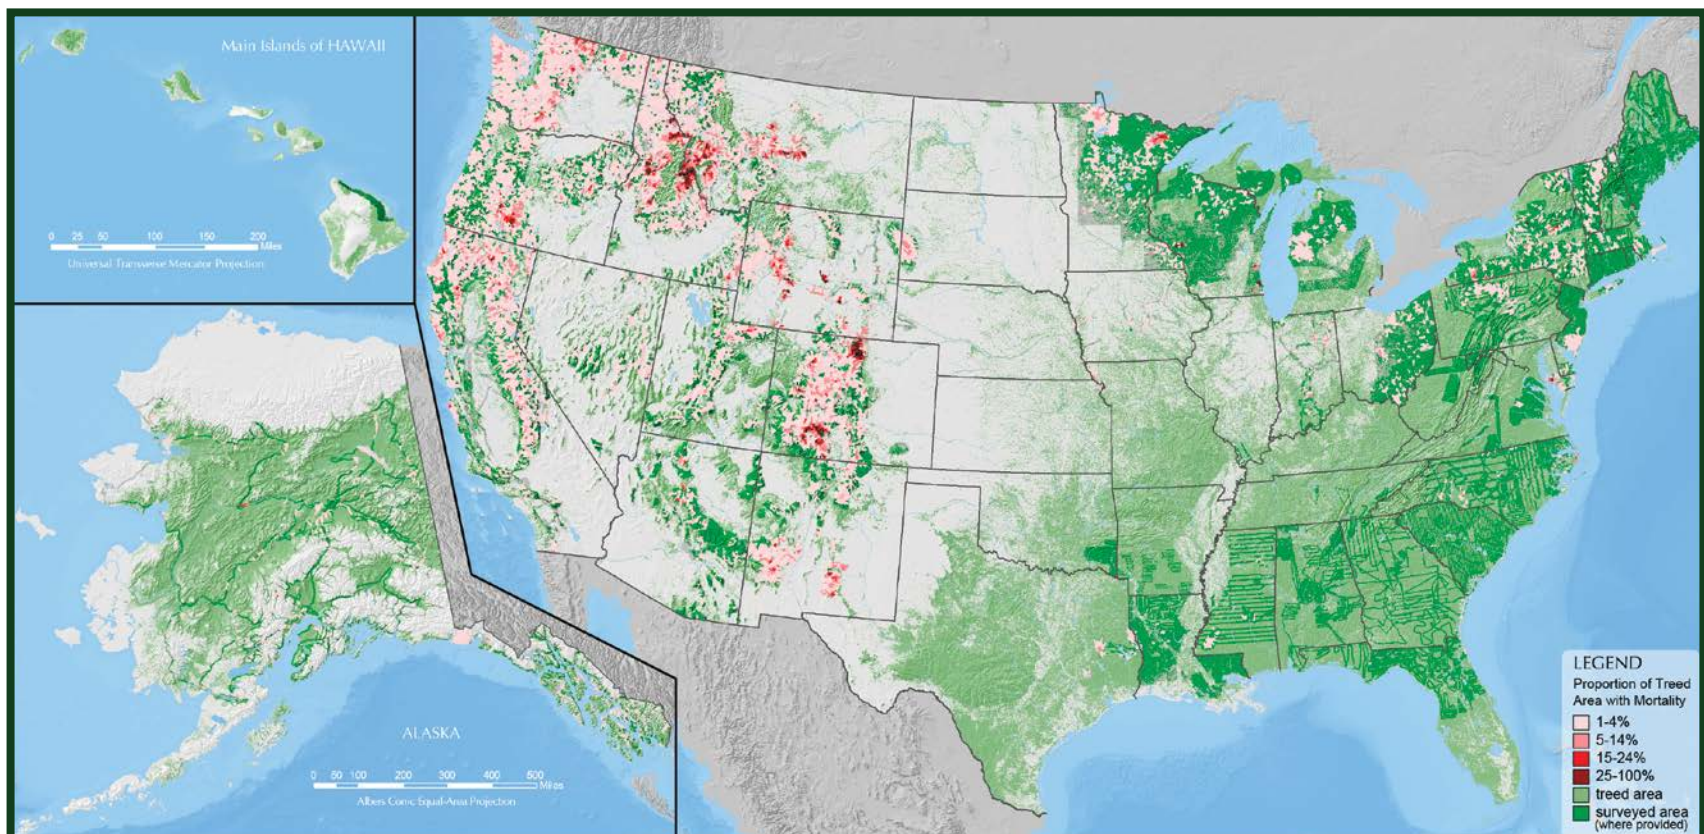 Main Islands of HAWAII
0 25 50 100 150 200
Miles
Universal Transverse Mercator Projection
ALASKA
0 50 100 200 300 400 500
Miles
Albers Conic Equal-Area Projection
LEGEND
Proportion of Treed
Area with Mortality
1-4%
5-14%
15-24%
25-100%
treed area
surveyed area
(where provided)